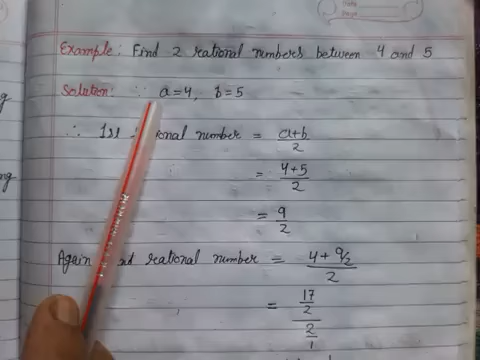 Example: Find 2 rational numbers between 4 and 5
Solution: ∵ a=4, b=5
∴ 1st rational number = a+b/2
= 4+5/2
= 9/2
Again rational number = 4+9/2/2
= 17/2/2/1